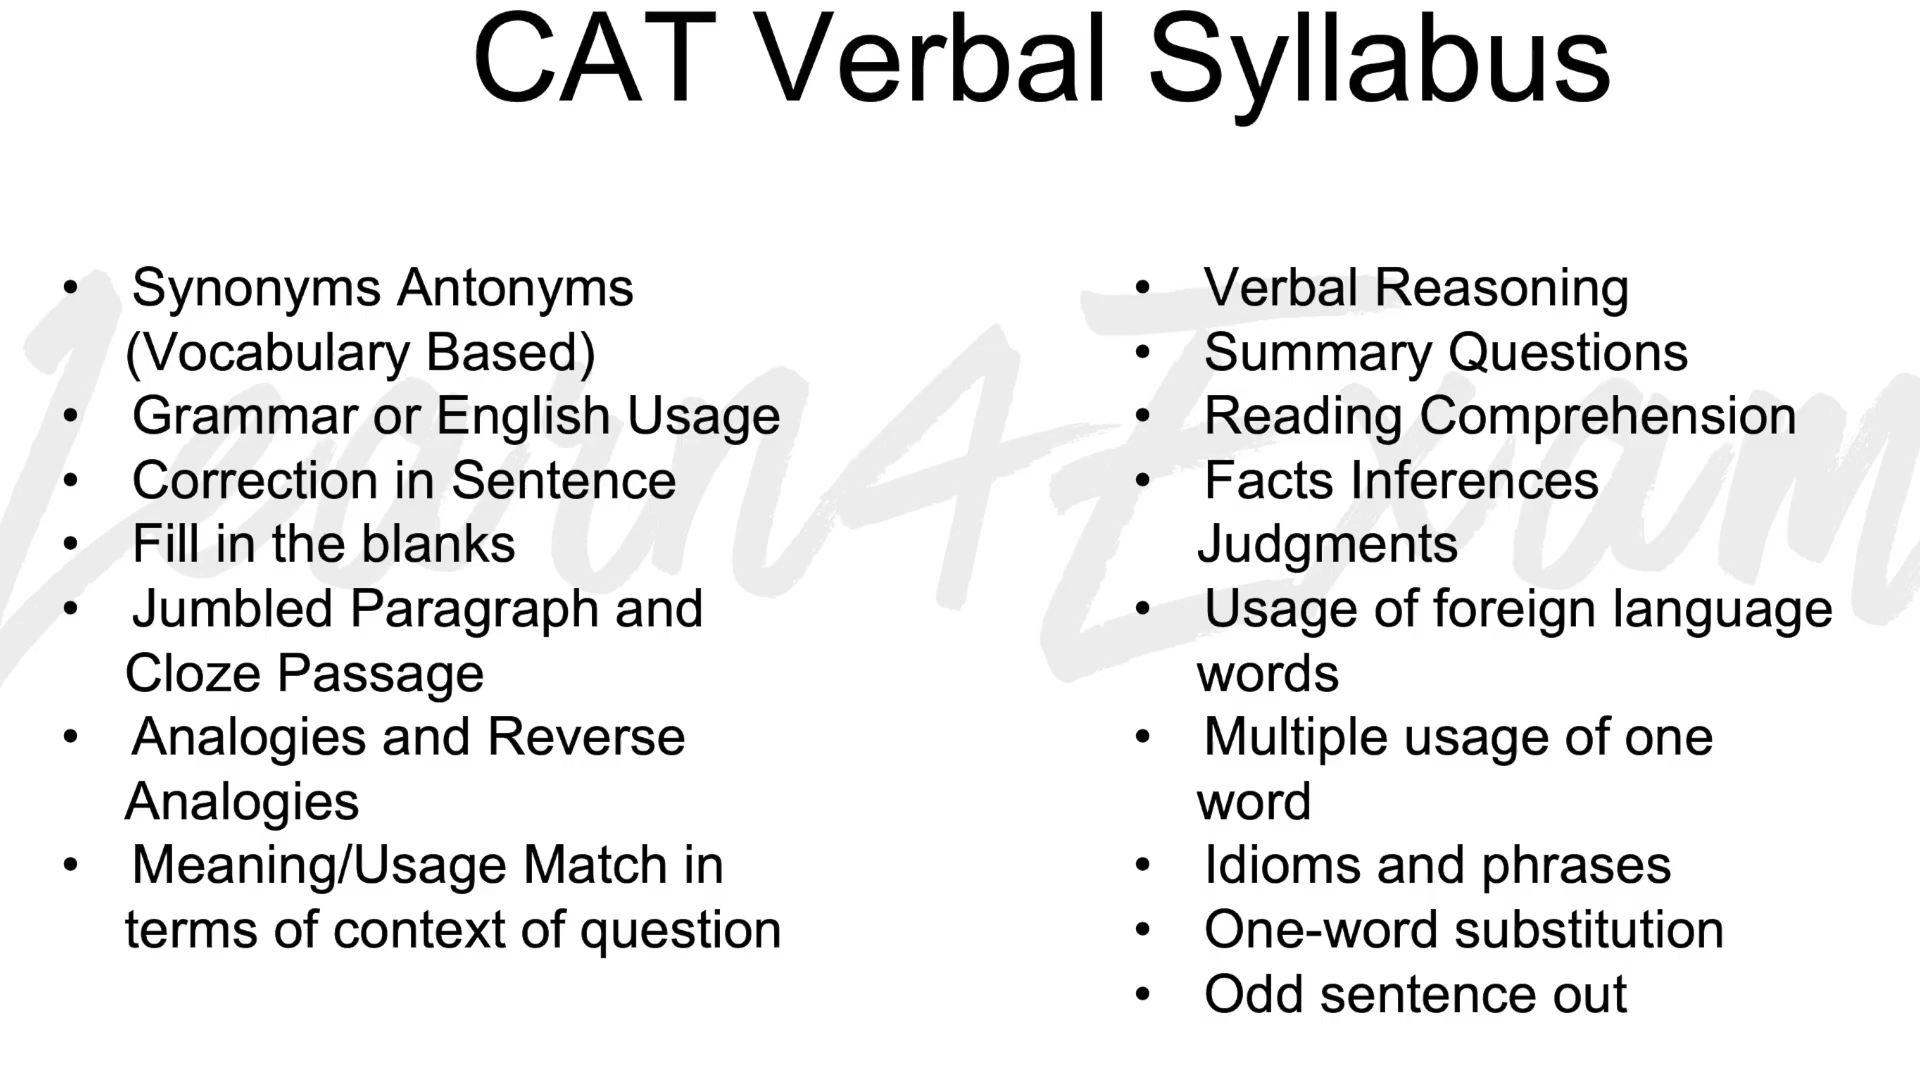 CAT Verbal Syllabus
• Synonyms Antonyms
(Vocabulary Based)
• Grammar or English Usage
• Correction in Sentence
• Fill in the blanks
• Jumbled Paragraph and
Cloze Passage
• Analogies and Reverse
Analogies
• Meaning/Usage Match in
terms of context of question
• Verbal Reasoning
• Summary Questions
• Reading Comprehension
• Facts Inferences
Judgments
• Usage of foreign language
words
• Multiple usage of one
word
• Idioms and phrases
• One-word substitution
• Odd sentence out
Learn4Exam